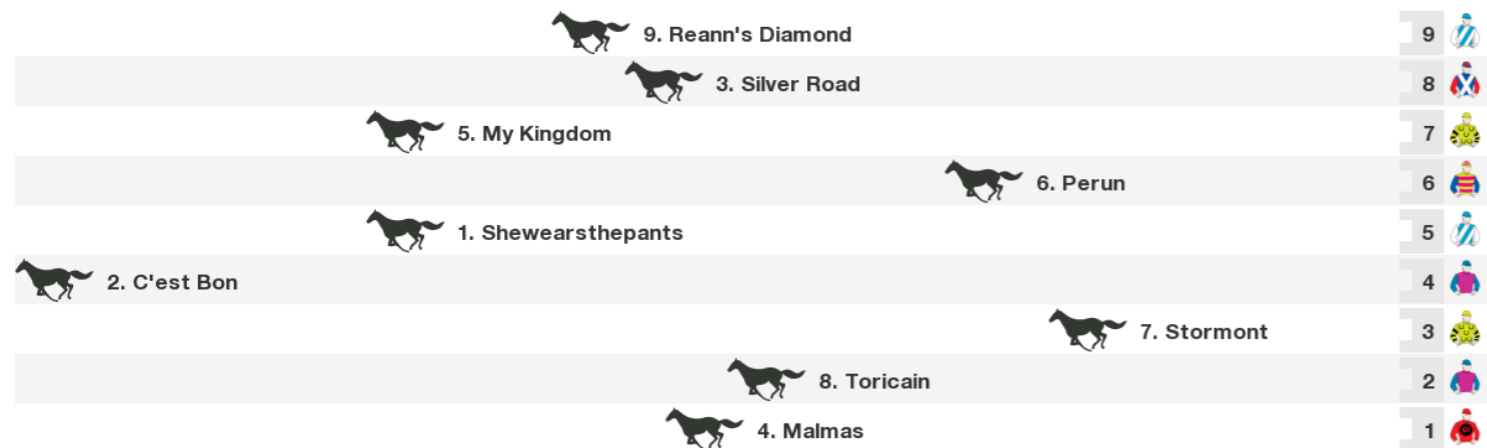 9. Reann's Diamond 9
3. Silver Road 8
5. My Kingdom 7
6. Perun 6
1. Shewearsthepants 5
2. C'est Bon 4
7. Stormont 3
8. Toricain 2
4. Malmas 1